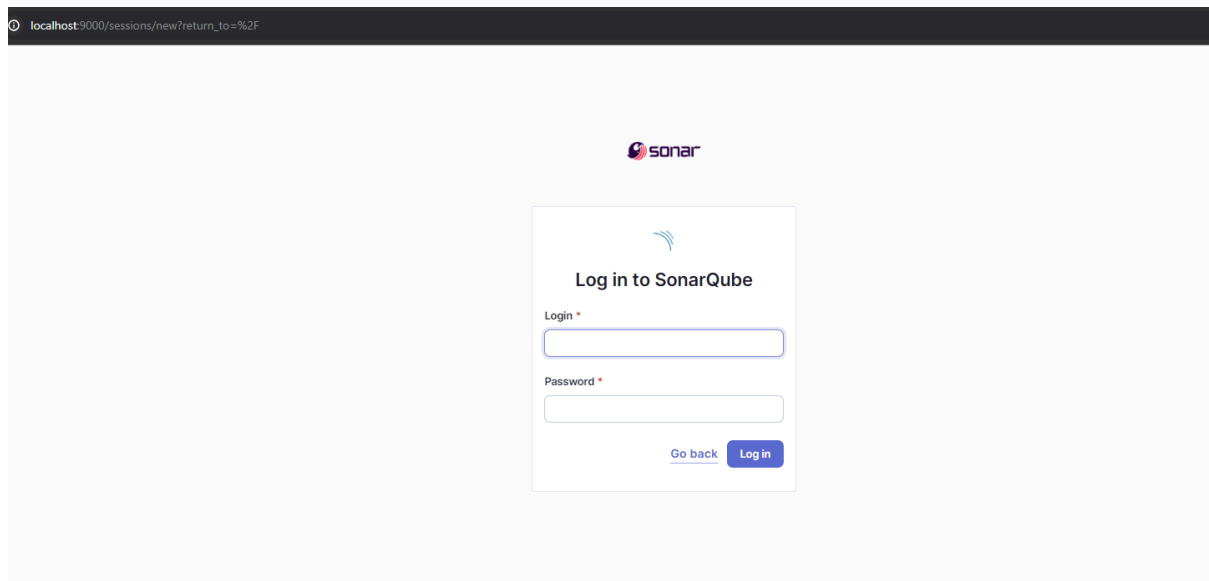 localhost:9000/sessions/new?return_to=%2F
sonar
Log in to SonarQube
Login *
Password *
Go back Log in